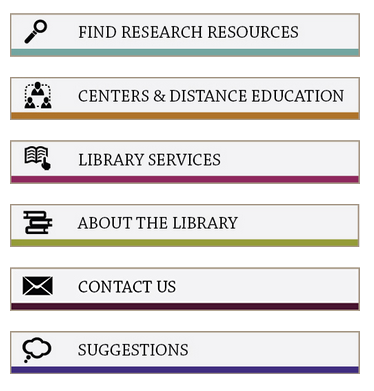 FIND RESEARCH RESOURCES
CENTERS & DISTANCE EDUCATION
LIBRARY SERVICES
ABOUT THE LIBRARY
CONTACT US
SUGGESTIONS